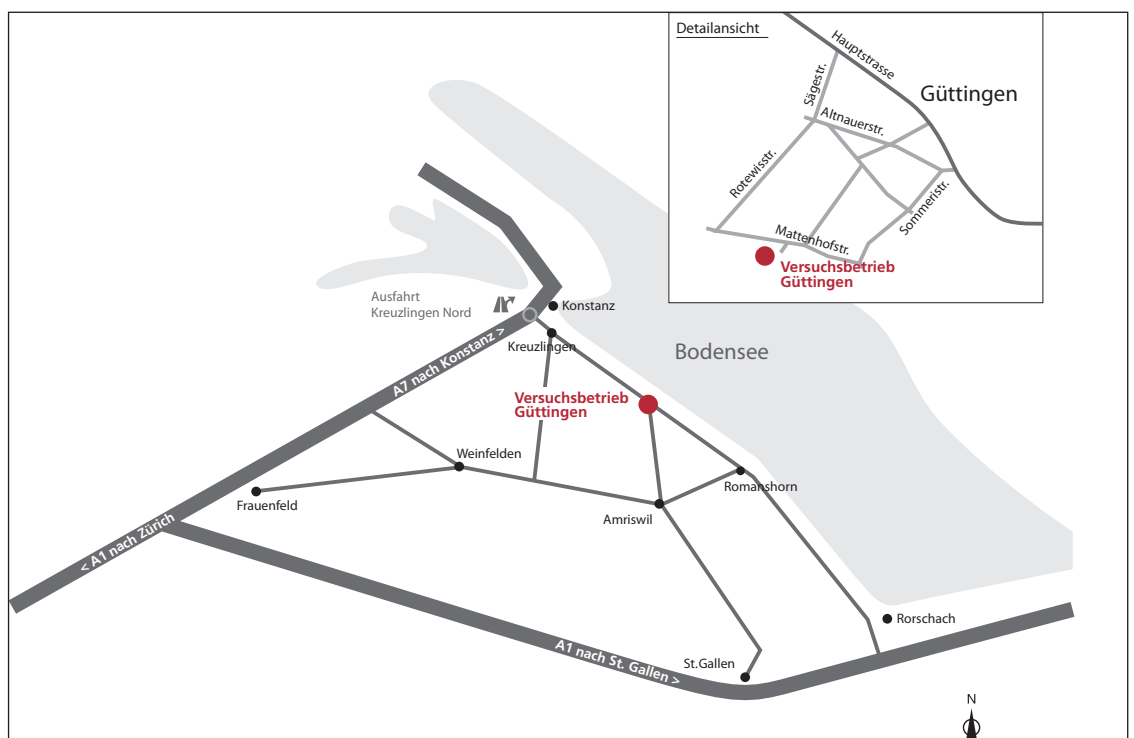 Detailansicht
Hauptstrasse
Güttingen
Sägestr.
Altnauerstr.
Rotewisstr.
Sommeristr.
Mattenhofstr.
Versuchsbetrieb
Güttingen
Ausfahrt
Kreuzlingen Nord
Konstanz
Kreuzlingen
Bodensee
A7 nach Konstanz >
Versuchsbetrieb
Güttingen
Weinfelden
Romanshorn
Frauenfeld
Amriswil
< A1 nach Zürich
Rorschach
A1 nach St. Gallen >
St.Gallen
N